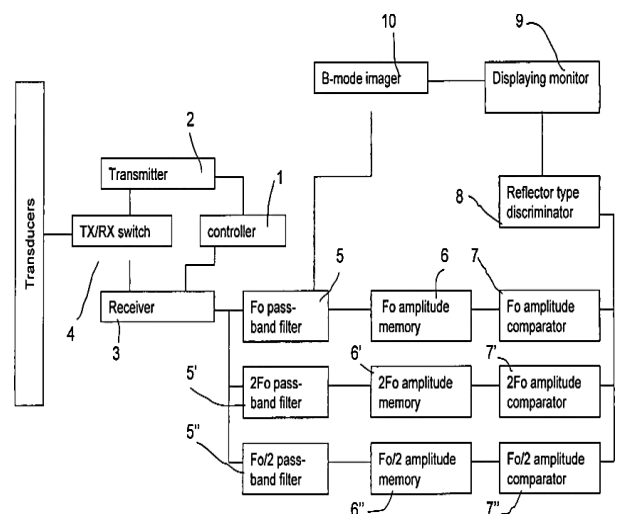 10
9
B-mode imager
Displaying monitor
2
Transmitter
1
8
Reflector type
discriminator
TX/RX switch
controller
Transducers
4
5
6
7
Receiver
3
Fo pass-
band filter
Fo amplitude
memory
Fo amplitude
comparator
5'
6'
7'
2Fo pass-
band filter
2Fo amplitude
memory
2Fo amplitude
comparator
5"
Fo/2 pass-
band filter
Fo/2 amplitude
memory
Fo/2 amplitude
comparator
6"
7"